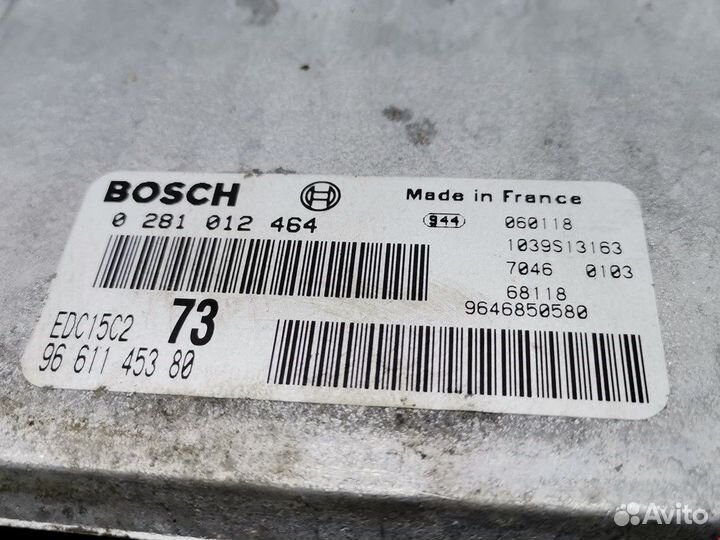 BOSCH
Made in France
0 281 012 464
944
060118
1039S13163
7046 0103
68118
9646850580
EDC15C2 73
96 611 453 80
Avito